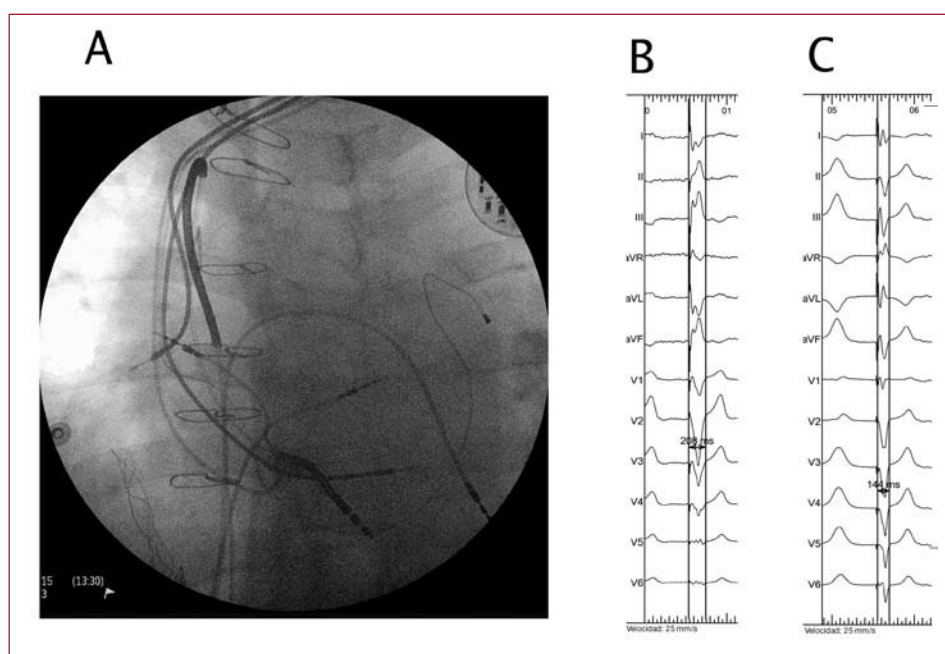 A
B
C
15 (13:30)
3
0 01
I
II
III
aVR
aVL
aVF
V1
V2
208 ms
V3
V4
V5
V6
Velocidad: 25 mm/s
05 06
I
II
III
aVR
aVL
aVF
V1
V2
V3
144 ms
V4
V5
V6
Velocidad: 25 mm/s